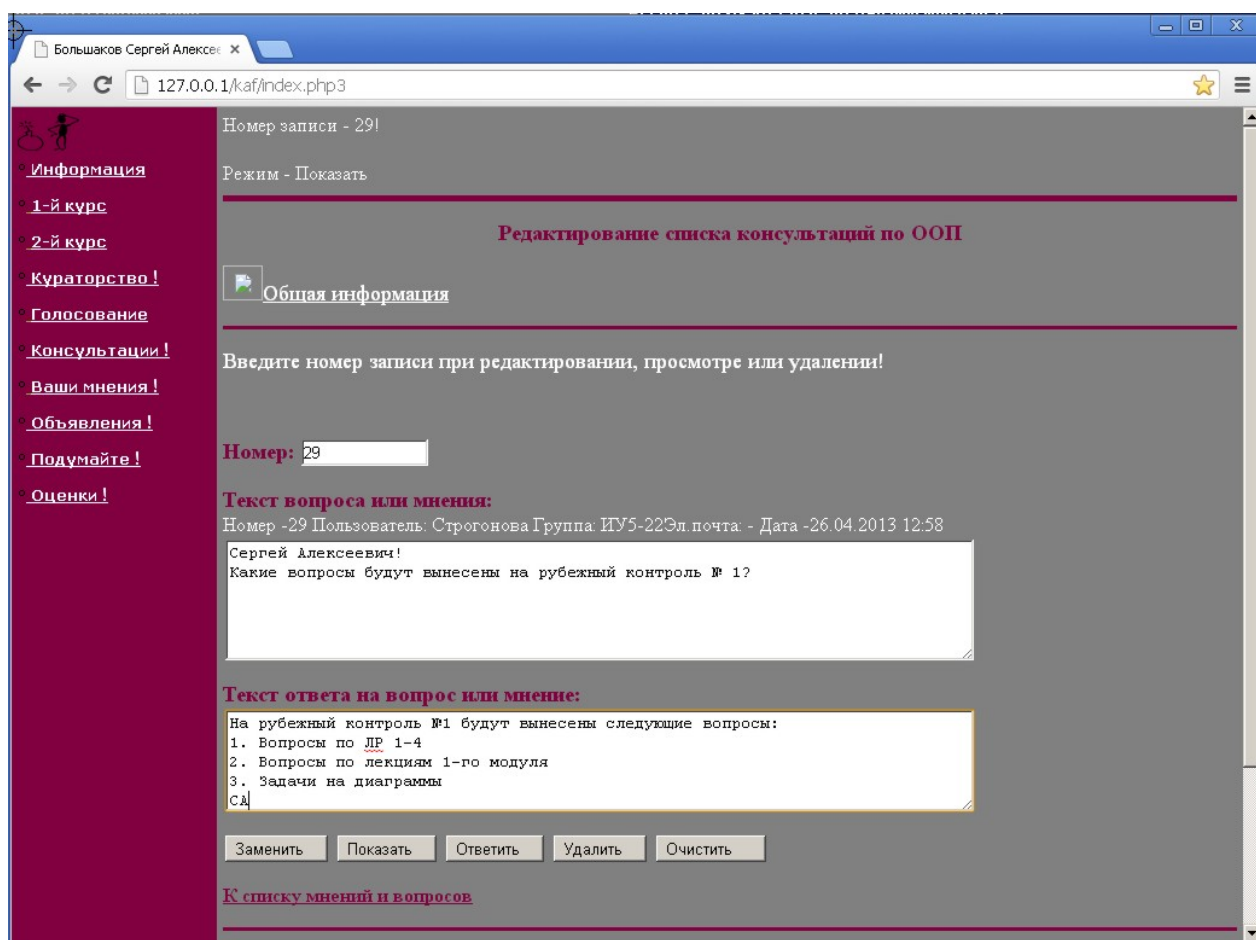 Большаков Сергей Алексее
127.0.0.1/kaf/index.php3
Информация
1-й курс
2-й курс
Кураторство !
Голосование
Консультации !
Ваши мнения !
Объявления !
Подумайте !
Оценки !
Номер записи - 29!
Режим - Показать
Редактирование списка консультаций по ООП
Общая информация
Введите номер записи при редактировании, просмотре или удалении!
Номер: 29
Текст вопроса или мнения:
Номер -29 Пользователь: Строгонова Группа: ИУ5-22Эл.почта: - Дата -26.04.2013 12:58
Сергей Алексеевич!
Какие вопросы будут вынесены на рубежный контроль № 1?
Текст ответа на вопрос или мнение:
На рубежный контроль №1 будут вынесены следующие вопросы:
1. Вопросы по ЛР 1-4
2. Вопросы по лекциям 1-го модуля
3. Задачи на диаграммы
СА
Заменить Показать Ответить Удалить Очистить
К списку мнений и вопросов